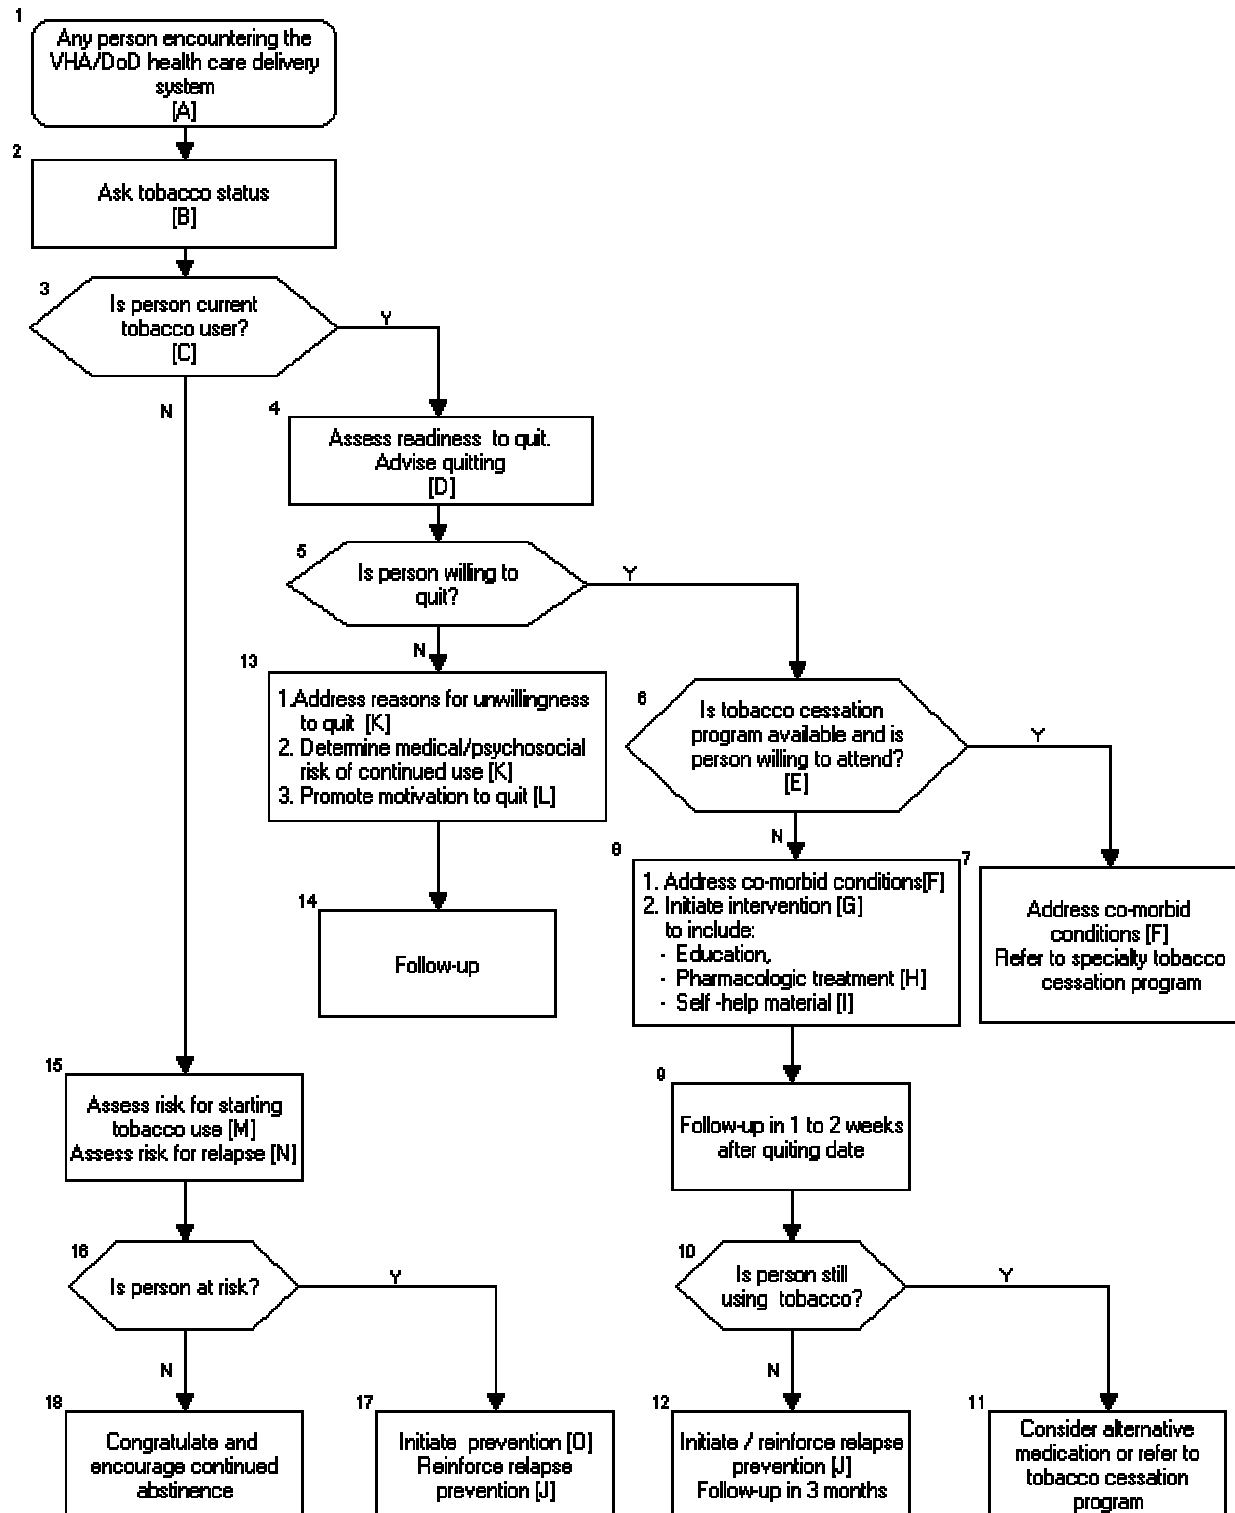 1
Any person encountering the
VHA/DoD health care delivery
system
[A]
2
Ask tobacco status
[B]
3
Is person current
tobacco user?
[C]
Y
N
4
Assess readiness to quit.
Advise quitting
[D]
5
Is person willing to
quit?
Y
N
13
1.Address reasons for unwillingness
to quit [K]
2. Determine medical/psychosocial
risk of continued use [K]
3. Promote motivation to quit [L]
14
Follow-up
6
Is tobacco cessation
program available and is
person willing to attend?
[E]
Y
N
8
1. Address co-morbid conditions[F]
2. Initiate intervention [G]
to include:
- Education,
- Pharmacologic treatment [H]
- Self -help material [I]
7
Address co-morbid
conditions [F]
Refer to specialty tobacco
cessation program
9
Follow-up in 1 to 2 weeks
after quiting date
15
Assess risk for starting
tobacco use [M]
Assess risk for relapse [N]
16
Is person at risk?
Y
N
10
Is person still
using tobacco?
Y
N
18
Congratulate and
encourage continued
abstinence
17
Initiate prevention [O]
Reinforce relapse
prevention [J]
12
Initiate / reinforce relapse
prevention [J]
Follow-up in 3 months
11
Consider alternative
medication or refer to
tobacco cessation
program